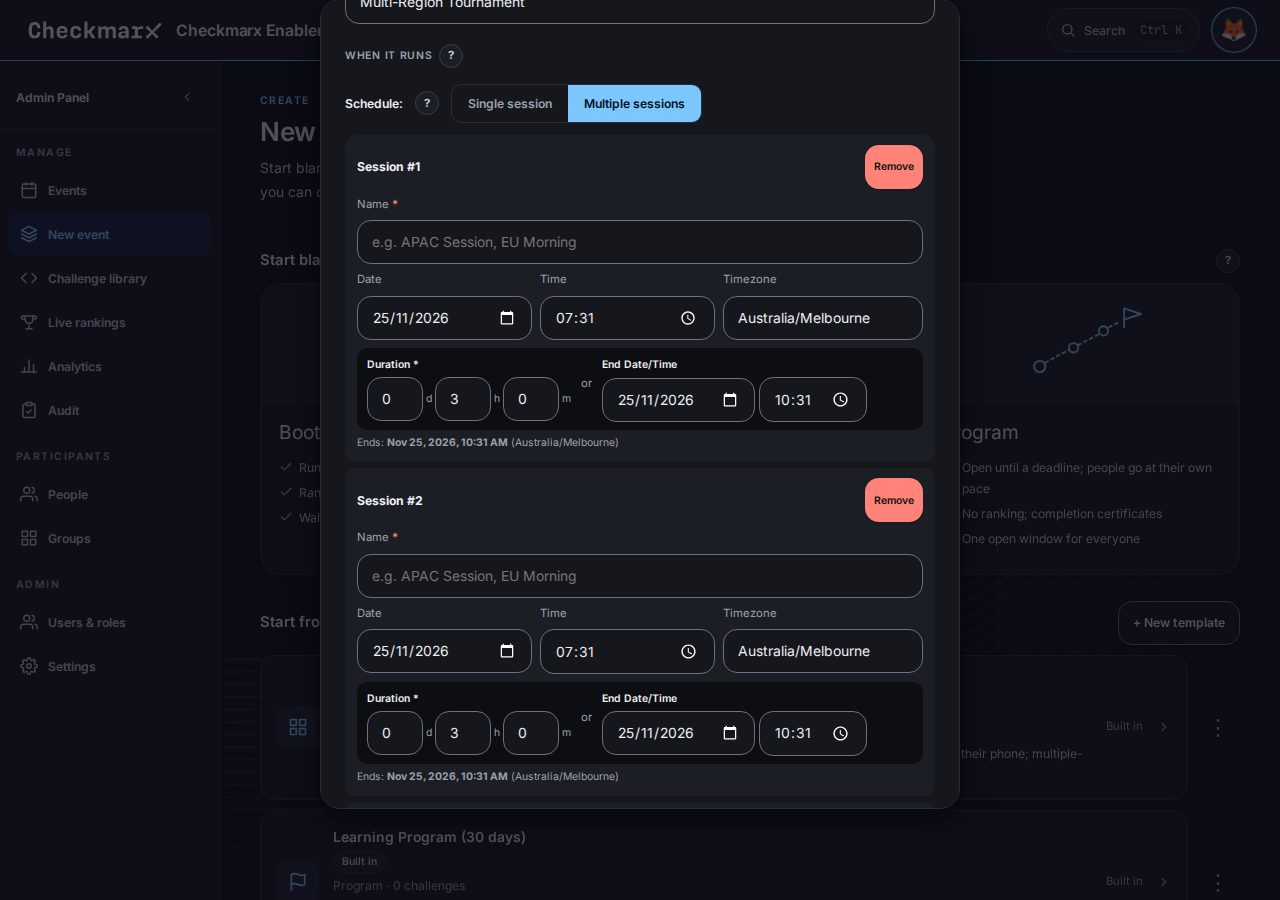 Multi-Region Tournament
Checkmarx Checkmarx Enabler
Search Ctrl K
WHEN IT RUNS ?
Admin Panel
CREATE
Schedule: ? Single session Multiple sessions
New
MANAGE
Start blan
you can c
Session #1 Remove
Events
Name *
New event
e.g. APAC Session, EU Morning
Start bla
?
Challenge library
Date Time Timezone
Live rankings
25/11/2026 07:31 Australia/Melbourne
Analytics
Duration * End Date/Time
Audit
0 d 3 h 0 m or 25/11/2026 10:31
Boot
rogram
Ends: Nov 25, 2026, 10:31 AM (Australia/Melbourne)
PARTICIPANTS
Run
Open until a deadline; people go at their own
pace
People
Ran
Session #2 Remove
No ranking; completion certificates
Wal
Groups
Name *
One open window for everyone
e.g. APAC Session, EU Morning
ADMIN
Date Time Timezone
Users & roles
Start fro
+ New template
25/11/2026 07:31 Australia/Melbourne
Settings
Duration * End Date/Time
0 d 3 h 0 m or 25/11/2026 10:31
Built in
their phone; multiple-
Ends: Nov 25, 2026, 10:31 AM (Australia/Melbourne)
Learning Program (30 days)
Built in
Program · 0 challenges
Built in